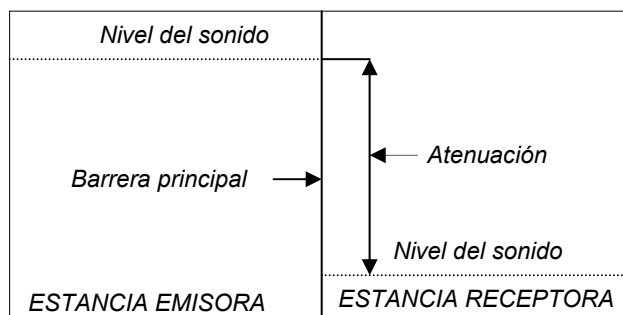 Nivel del sonido
Atenuación
Barrera principal
Nivel del sonido
ESTANCIA EMISORA
ESTANCIA RECEPTORA